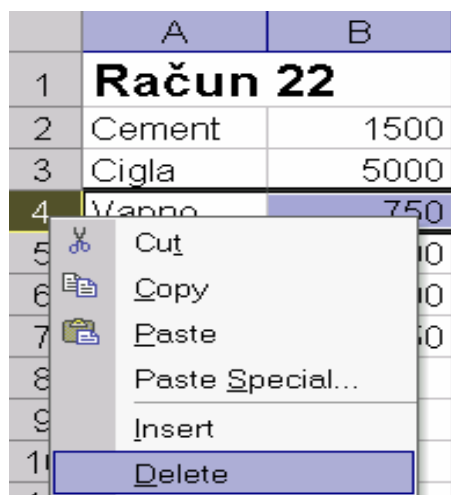 A B
1 Račun 22
2 Cement 1500
3 Cigla 5000
4 Vapno 750
5 Cut
6 Copy
7 Paste
8 Paste Special...
9 Insert
Delete